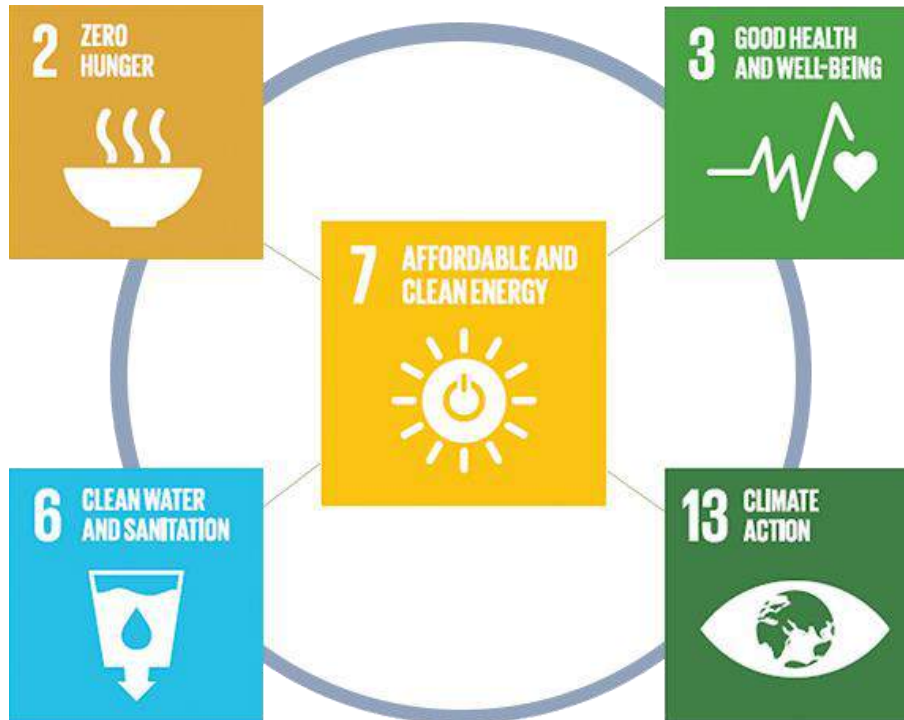 2 ZERO
HUNGER
3 GOOD HEALTH
AND WELL-BEING
7 AFFORDABLE AND
CLEAN ENERGY
6 CLEAN WATER
AND SANITATION
13 CLIMATE
ACTION